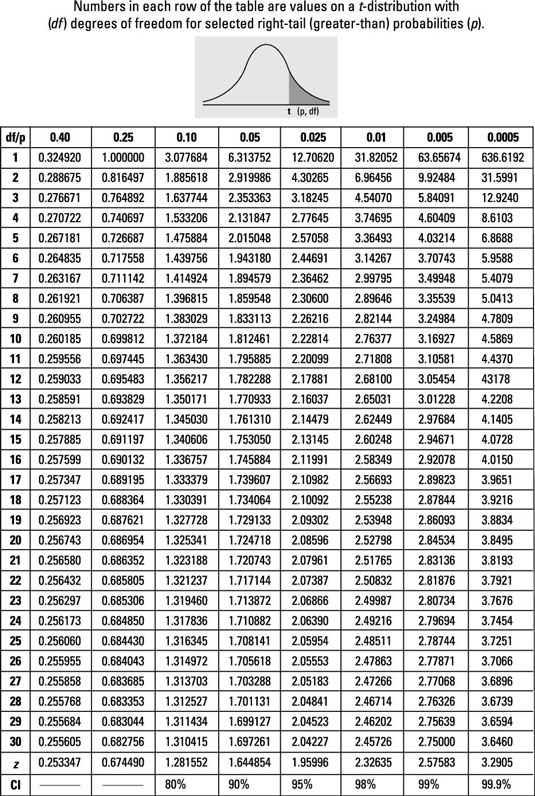 Numbers in each row of the table are values on a t-distribution with
(df) degrees of freedom for selected right-tail (greater-than) probabilities (p).
t (p, df)
df/p 0.40 0.25 0.10 0.05 0.025 0.01 0.005 0.0005
1 0.324920 1.000000 3.077684 6.313752 12.70620 31.82052 63.65674 636.6192
2 0.288675 0.816497 1.885618 2.919986 4.30265 6.96456 9.92484 31.5991
3 0.276671 0.764892 1.637744 2.353363 3.18245 4.54070 5.84091 12.9240
4 0.270722 0.740697 1.533206 2.131847 2.77645 3.74695 4.60409 8.6103
5 0.267181 0.726687 1.475884 2.015048 2.57058 3.36493 4.03214 6.8688
6 0.264835 0.717558 1.439756 1.943180 2.44691 3.14267 3.70743 5.9588
7 0.263167 0.711142 1.414924 1.894579 2.36462 2.99795 3.49948 5.4079
8 0.261921 0.706387 1.396815 1.859548 2.30600 2.89646 3.35539 5.0413
9 0.260955 0.702722 1.383029 1.833113 2.26216 2.82144 3.24984 4.7809
10 0.260185 0.699812 1.372184 1.812461 2.22814 2.76377 3.16927 4.5869
11 0.259556 0.697445 1.363430 1.795885 2.20099 2.71808 3.10581 4.4370
12 0.259033 0.695483 1.356217 1.782288 2.17881 2.68100 3.05454 43178
13 0.258591 0.693829 1.350171 1.770933 2.16037 2.65031 3.01228 4.2208
14 0.258213 0.692417 1.345030 1.761310 2.14479 2.62449 2.97684 4.1405
15 0.257885 0.691197 1.340606 1.753050 2.13145 2.60248 2.94671 4.0728
16 0.257599 0.690132 1.336757 1.745884 2.11991 2.58349 2.92078 4.0150
17 0.257347 0.689195 1.333379 1.739607 2.10982 2.56693 2.89823 3.9651
18 0.257123 0.688364 1.330391 1.734064 2.10092 2.55238 2.87844 3.9216
19 0.256923 0.687621 1.327728 1.729133 2.09302 2.53948 2.86093 3.8834
20 0.256743 0.686954 1.325341 1.724718 2.08596 2.52798 2.84534 3.8495
21 0.256580 0.686352 1.323188 1.720743 2.07961 2.51765 2.83136 3.8193
22 0.256432 0.685805 1.321237 1.717144 2.07387 2.50832 2.81876 3.7921
23 0.256297 0.685306 1.319460 1.713872 2.06866 2.49987 2.80734 3.7676
24 0.256173 0.684850 1.317836 1.710882 2.06390 2.49216 2.79694 3.7454
25 0.256060 0.684430 1.316345 1.708141 2.05954 2.48511 2.78744 3.7251
26 0.255955 0.684043 1.314972 1.705618 2.05553 2.47863 2.77871 3.7066
27 0.255858 0.683685 1.313703 1.703288 2.05183 2.47266 2.77068 3.6896
28 0.255768 0.683353 1.312527 1.701131 2.04841 2.46714 2.76326 3.6739
29 0.255684 0.683044 1.311434 1.699127 2.04523 2.46202 2.75639 3.6594
30 0.255605 0.682756 1.310415 1.697261 2.04227 2.45726 2.75000 3.6460
z 0.253347 0.674490 1.281552 1.644854 1.95996 2.32635 2.57583 3.2905
CI ——— ——— 80% 90% 95% 98% 99% 99.9%